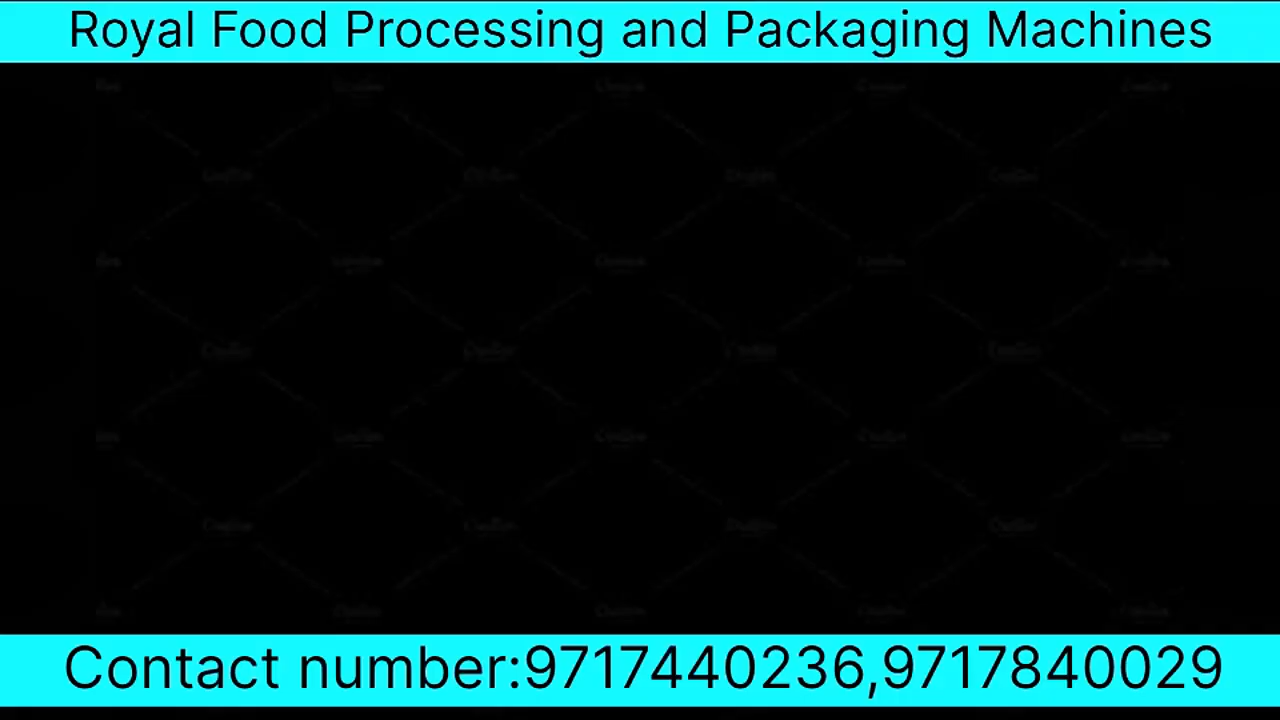 Royal Food Processing and Packaging Machines
Contact number:9717440236,9717840029